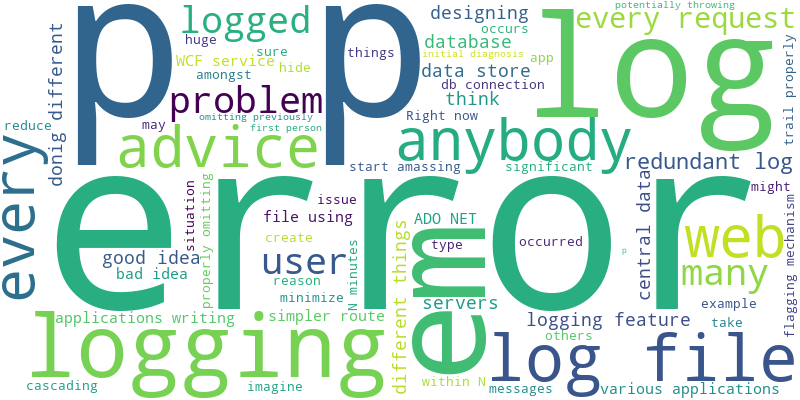 potentially throwing
designing
every request
logged
p p
log
huge
sure
occurs
things
database
WCF service
hide
initial diagnosis
app
trail properly
donig different
amongst
data store
db connection
problem
think
omitting previously
Right now
reduce
may
first person
advice
anybody
every
start amassing
significant
redundant log
error
might
situation
issue
file using
ADO NET
central data
flagging mechanism
create
type
occurred
web
good idea
user
em
p
bad idea
reason
many
properly omitting
N minutes
different things
minimize
servers
example
applications writing
simpler route
logging feature
take
logging
others
log file
cascading
imagine
within N
messages
various applications